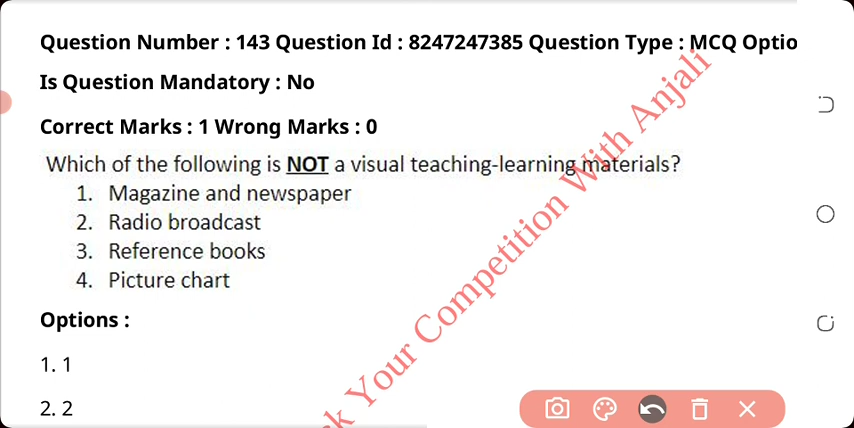 Question Number : 143 Question Id : 8247247385 Question Type : MCQ Optio
Is Question Mandatory : No
Correct Marks : 1 Wrong Marks : 0
Which of the following is NOT a visual teaching-learning materials?
1. Magazine and newspaper
2. Radio broadcast
3. Reference books
4. Picture chart
Options :
1. 1
2. 2
k Your Competition With Anjali